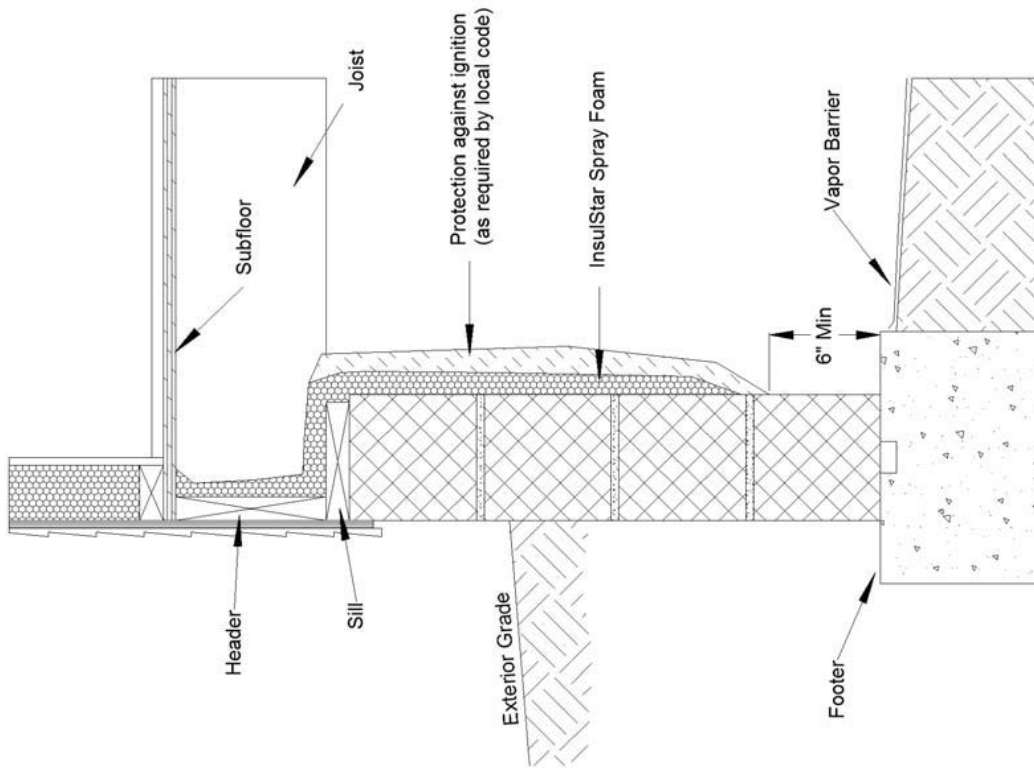 Subfloor
Joist
Header
Sill
Protection against ignition
(as required by local code)
InsulStar Spray Foam
Exterior Grade
6" Min
Vapor Barrier
Footer